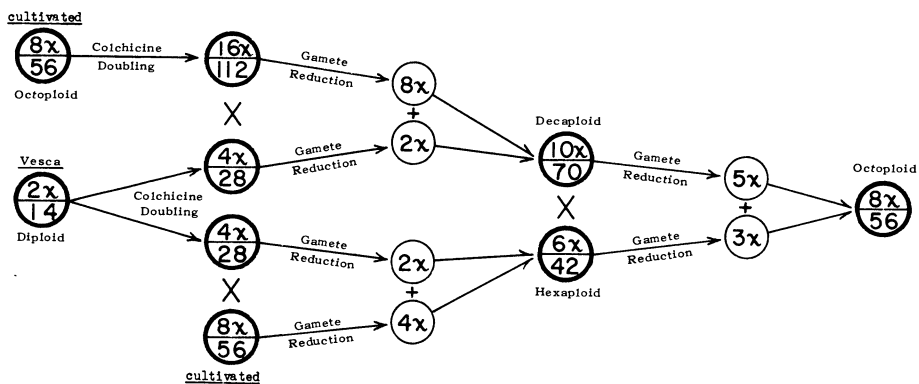 cultivated
8x
56
Octoploid
Colchicine
Doubling
16x
112
Gamete
Reduction
8x
X
+
2x
4x
28
Gamete
Reduction
Vesca
2x
14
Diploid
Colchicine
Doubling
4x
28
Gamete
Reduction
2x
X
+
4x
8x
56
cultivated
Gamete
Reduction
Decaploid
10x
70
X
6x
42
Hexaploid
Gamete
Reduction
5x
+
3x
Gamete
Reduction
Octoploid
8x
56